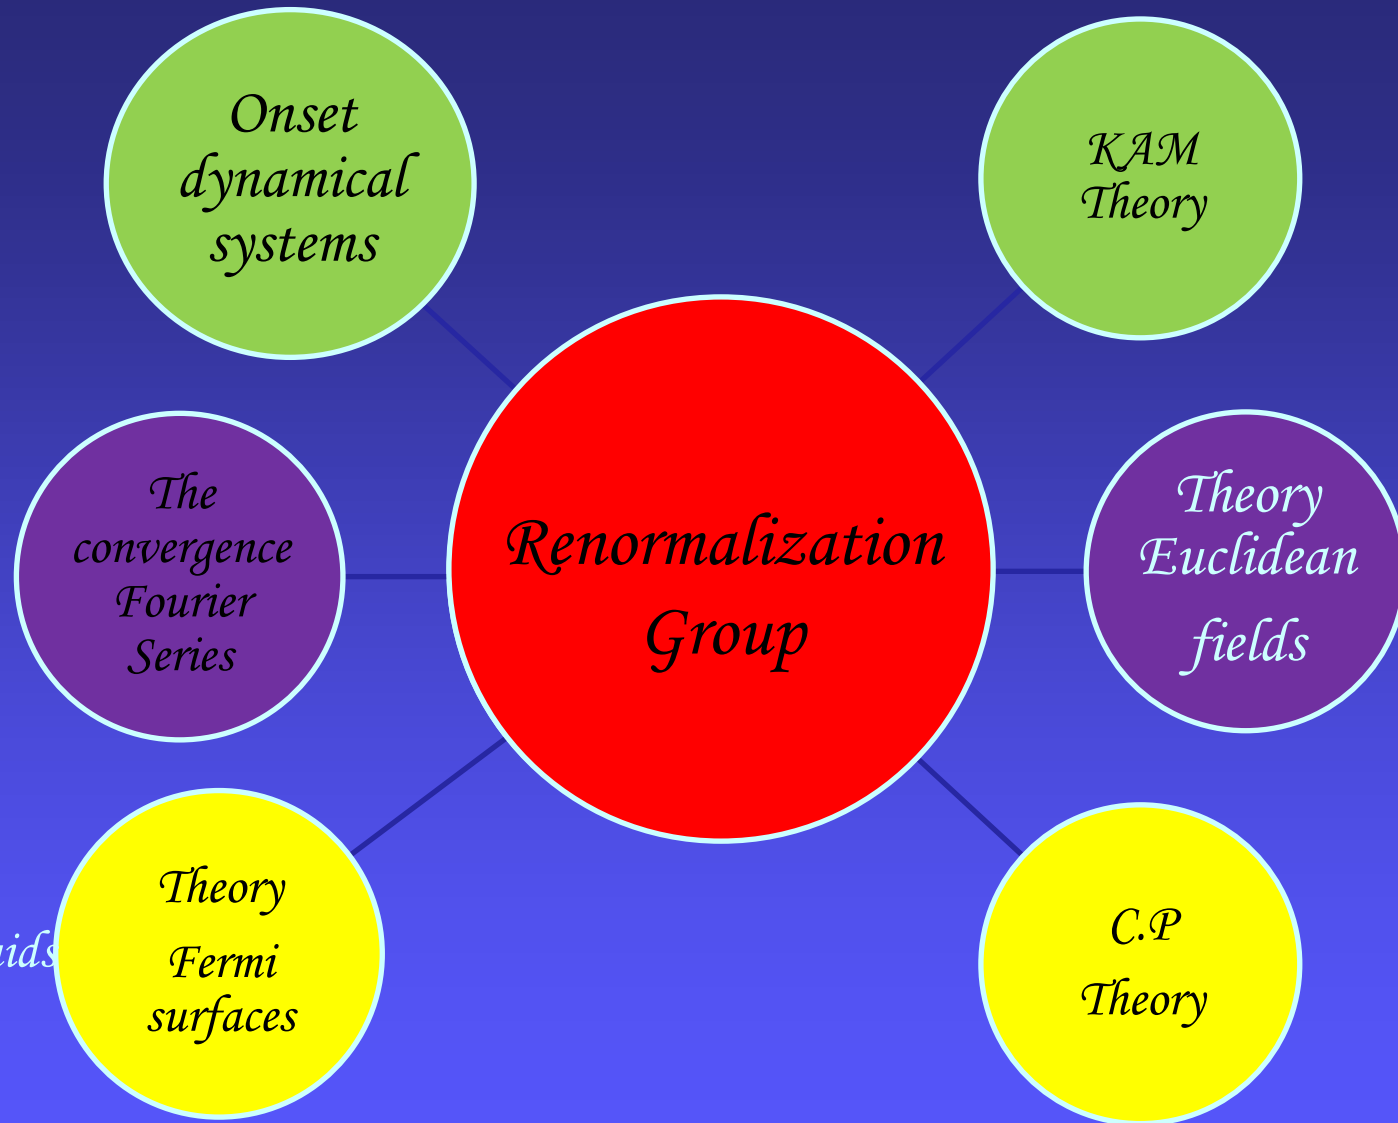 Onset
dynamical
systems
KAM
Theory
The
convergence
Fourier
Series
Renormalization
Group
Theory
Euclidean
fields
Theory
Fermi
surfaces
C.P
Theory